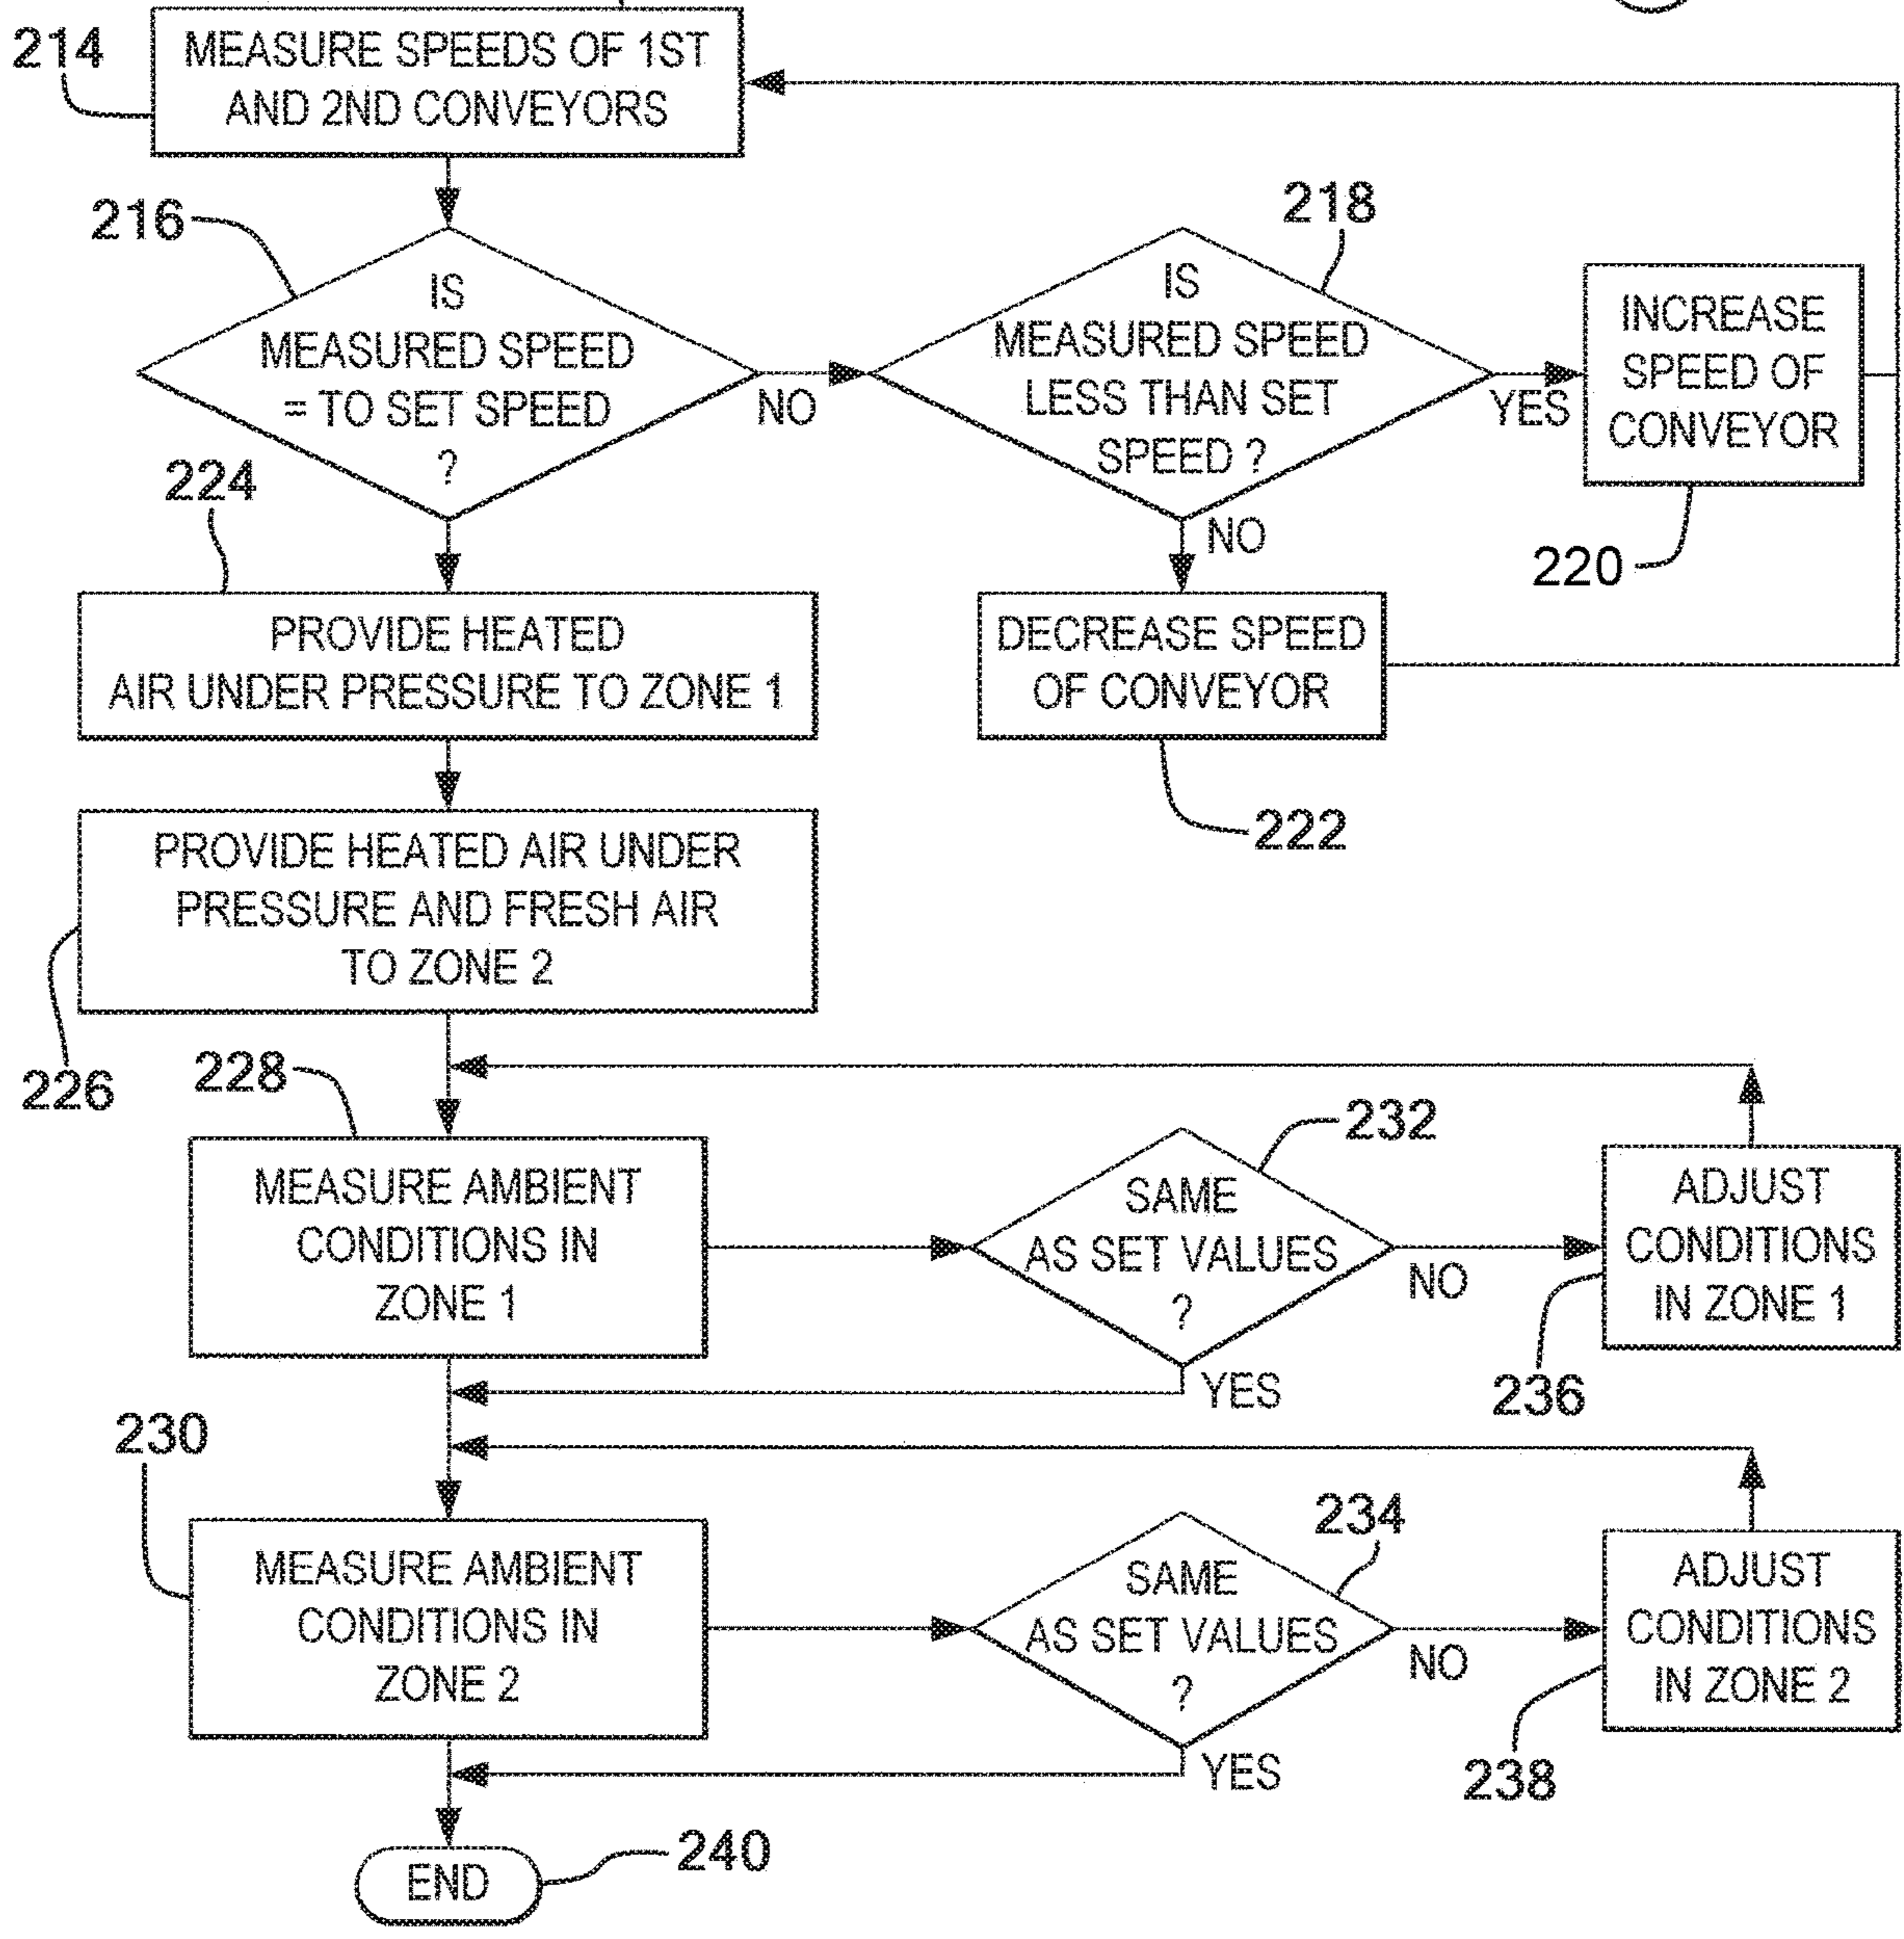 214
MEASURE SPEEDS OF 1ST
AND 2ND CONVEYORS
216
IS
MEASURED SPEED
= TO SET SPEED
?
NO
218
IS
MEASURED SPEED
LESS THAN SET
SPEED ?
YES
NO
INCREASE
SPEED OF
CONVEYOR
220
224
PROVIDE HEATED
AIR UNDER PRESSURE TO ZONE 1
DECREASE SPEED
OF CONVEYOR
222
PROVIDE HEATED AIR UNDER
PRESSURE AND FRESH AIR
TO ZONE 2
226
228
MEASURE AMBIENT
CONDITIONS IN
ZONE 1
232
SAME
AS SET VALUES
?
NO
YES
ADJUST
CONDITIONS
IN ZONE 1
236
230
MEASURE AMBIENT
CONDITIONS IN
ZONE 2
234
SAME
AS SET VALUES
?
NO
YES
ADJUST
CONDITIONS
IN ZONE 2
238
END
240